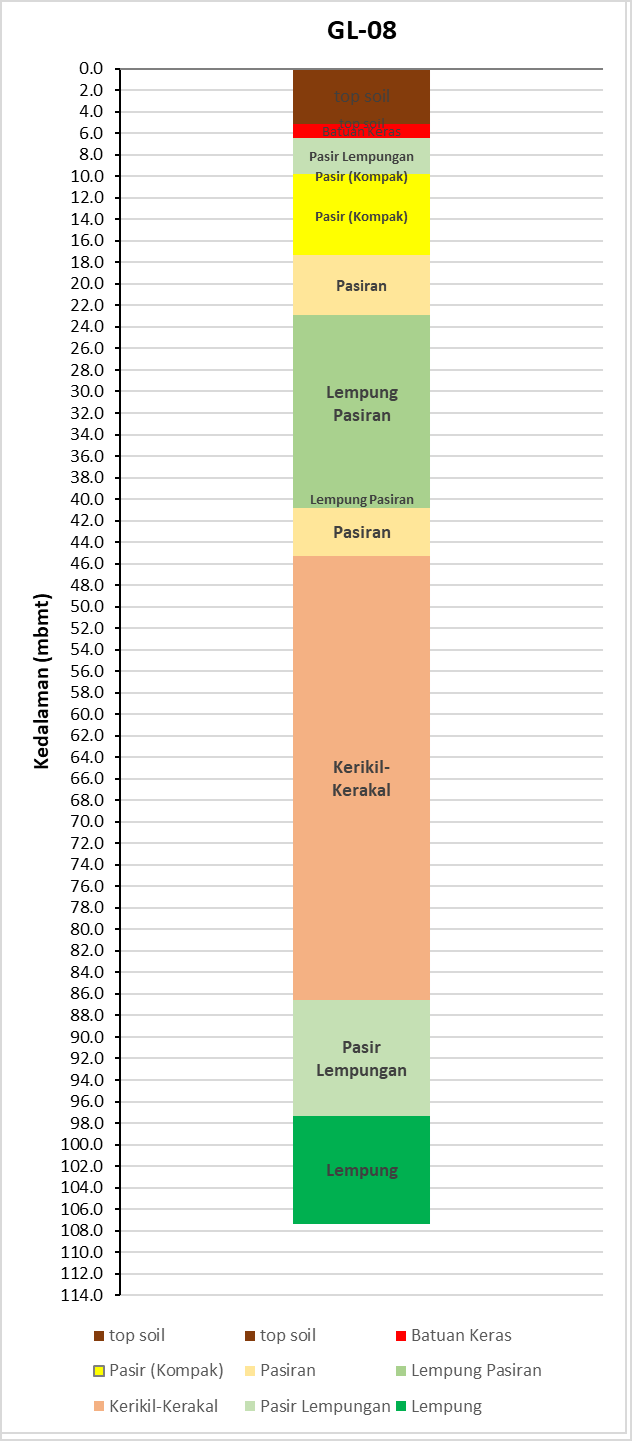 GL-08
Kedalaman (mbmt)
0.0
2.0
4.0
6.0
8.0
10.0
12.0
14.0
16.0
18.0
20.0
22.0
24.0
26.0
28.0
30.0
32.0
34.0
36.0
38.0
40.0
42.0
44.0
46.0
48.0
50.0
52.0
54.0
56.0
58.0
60.0
62.0
64.0
66.0
68.0
70.0
72.0
74.0
76.0
78.0
80.0
82.0
84.0
86.0
88.0
90.0
92.0
94.0
96.0
98.0
100.0
102.0
104.0
106.0
108.0
110.0
112.0
114.0
top soil
top soil
Batuan Keras
Pasir Lempungan
Pasir (Kompak)
Pasir (Kompak)
Pasiran
Lempung
Pasiran
Lempung Pasiran
Pasiran
Kerikil-
Kerakal
Pasir
Lempungan
Lempung
top soil top soil Batuan Keras
Pasir (Kompak) Pasiran Lempung Pasiran
Kerikil-Kerakal Pasir Lempungan Lempung